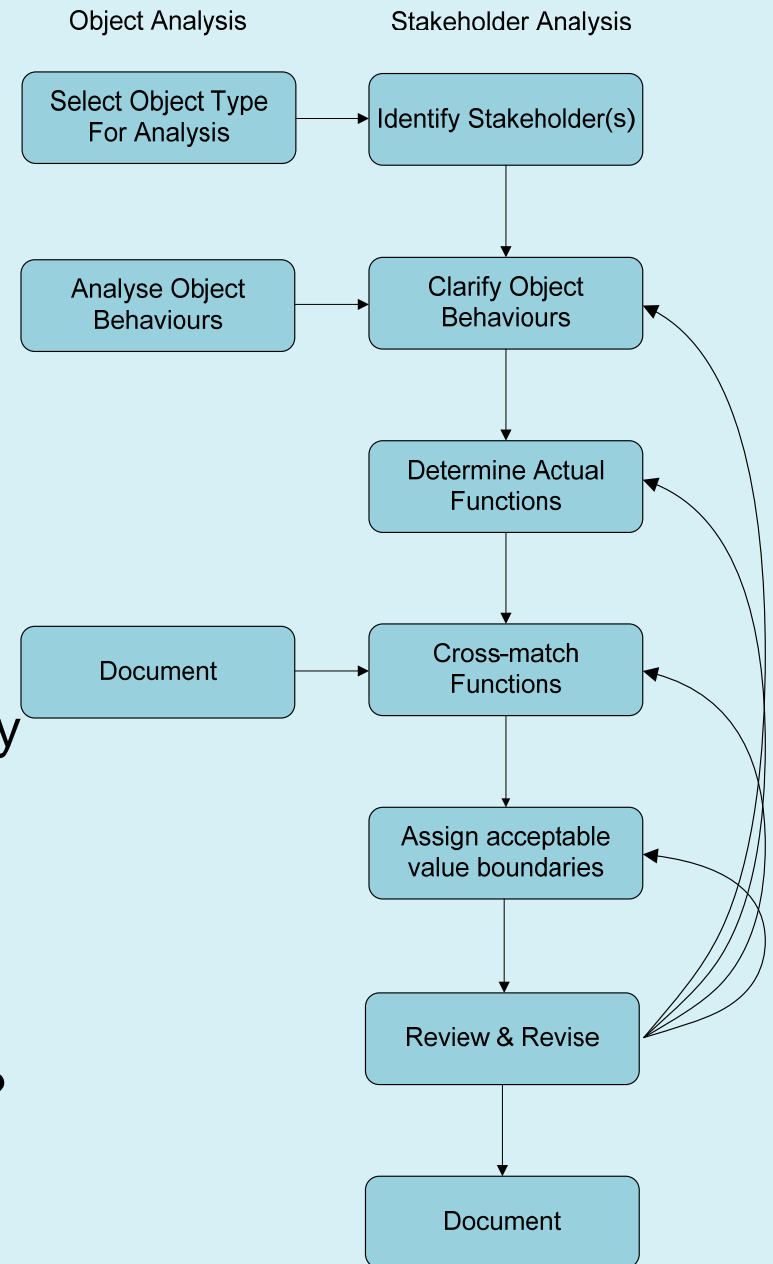 Object Analysis
Stakeholder Analysis
Select Object Type
For Analysis
Identify Stakeholder(s)
Analyse Object
Behaviours
Clarify Object
Behaviours
Determine Actual
Functions
Document
Cross-match
Functions
y
Assign acceptable
value boundaries
Review & Revise
Document